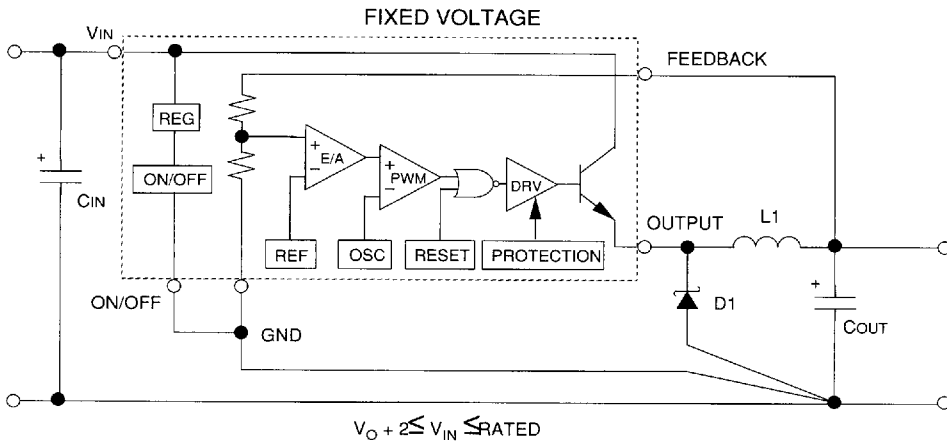 FIXED VOLTAGE
VIN
FEEDBACK
REG
+
E/A
−
+
PWM
−
DRV
ON/OFF
+
CIN
REF
OSC
RESET
PROTECTION
OUTPUT
L1
ON/OFF
GND
D1
+
COUT
VO + 2 ≤ VIN ≤ RATED